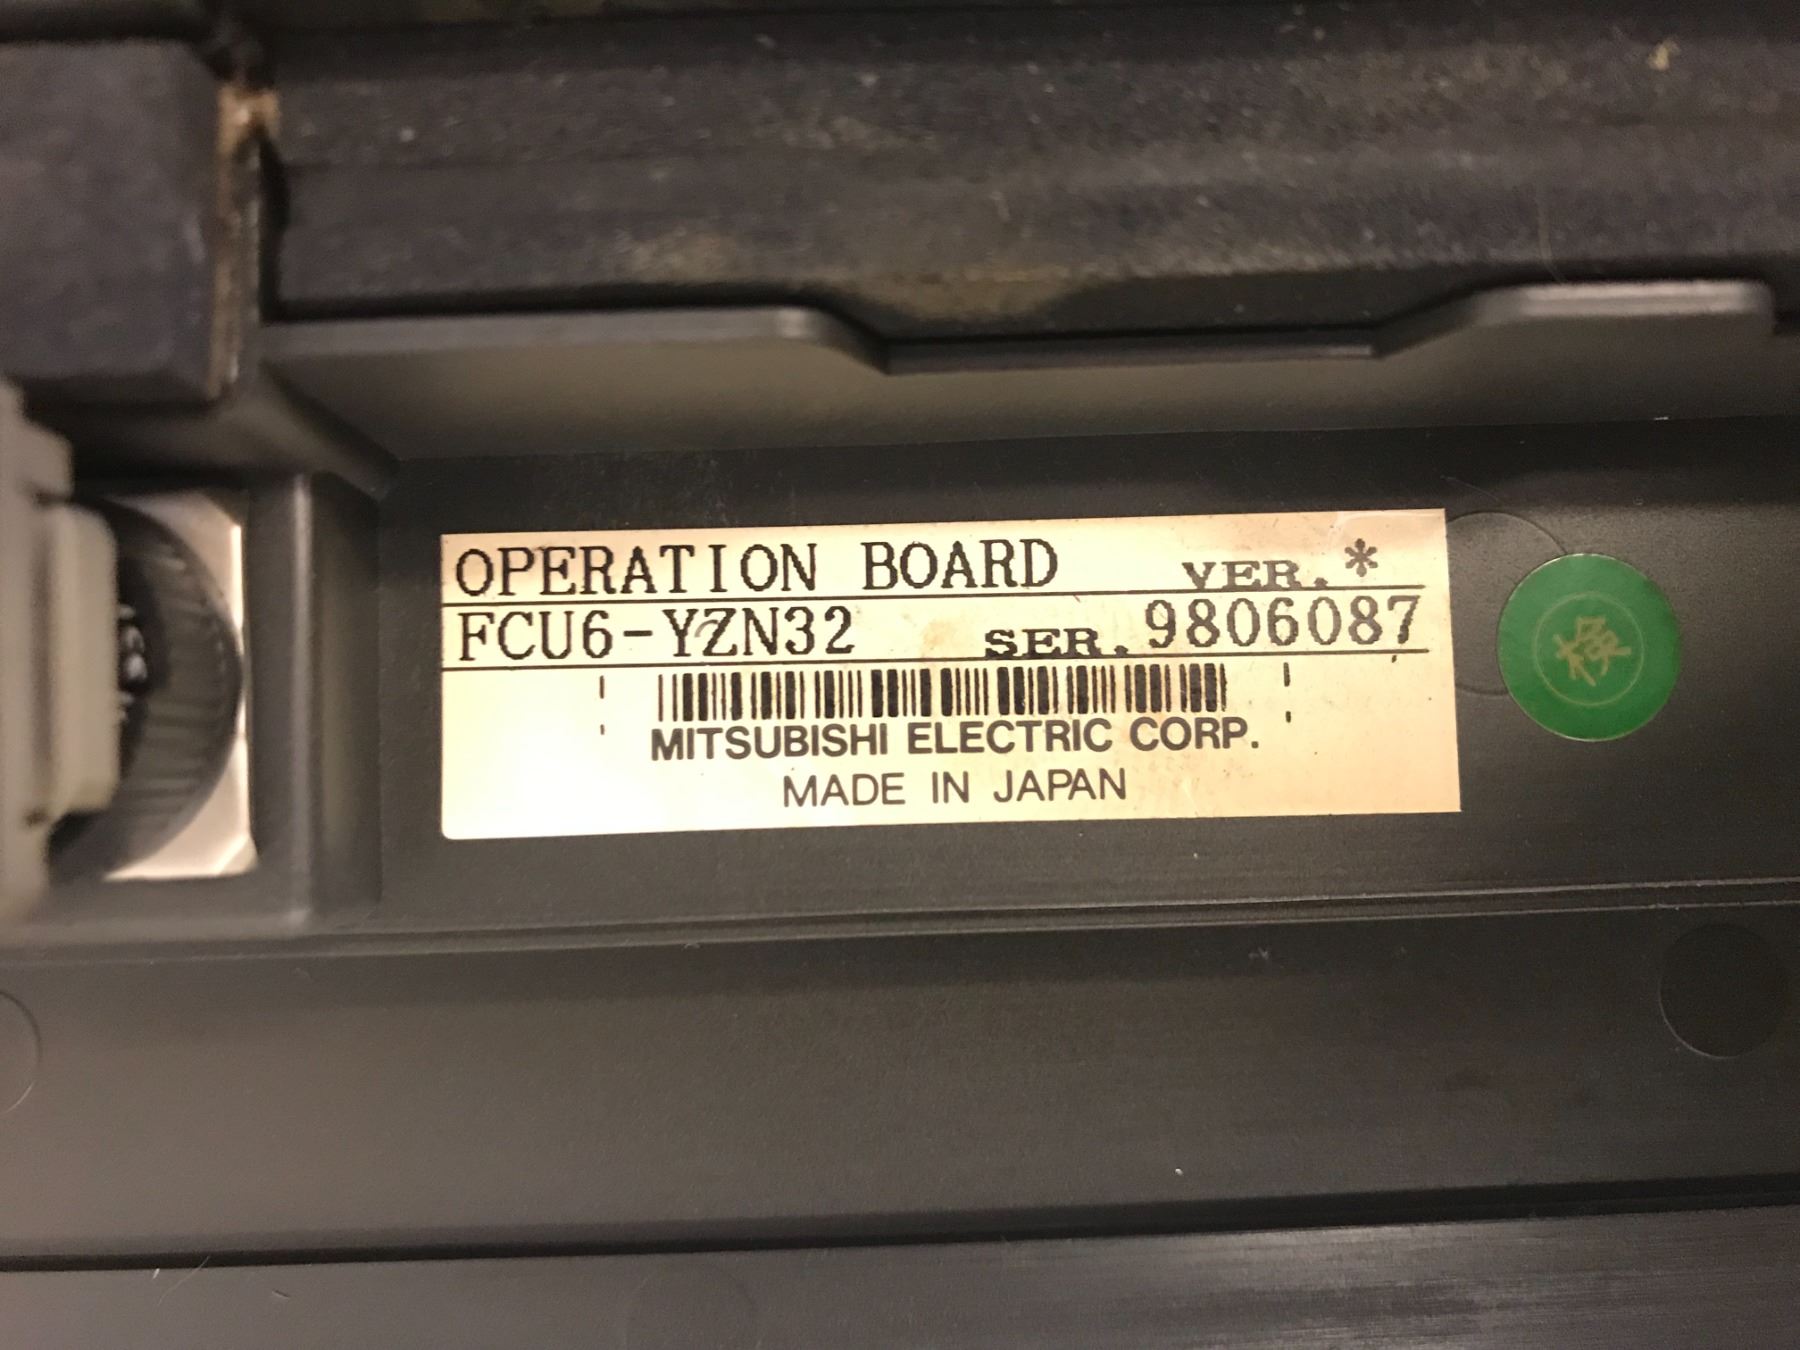 OPERATION BOARD VER.*
FCU6-YZN32 SER.9806087
MITSUBISHI ELECTRIC CORP.
MADE IN JAPAN
検